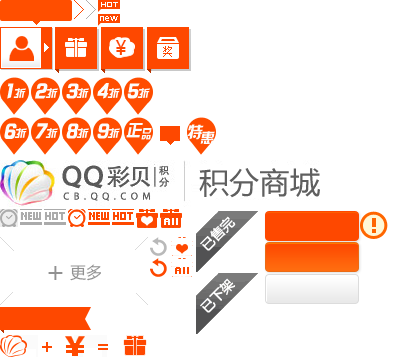 HOT
new
奖
1折 2折 3折 4折 5折
6折 7折 8折 9折 正品 特惠
QQ彩贝 积分 积分商城
CB.QQ.COM
NEW HOT NEW HOT All
已售完
+ 更多
All
已下架
+ ¥ =